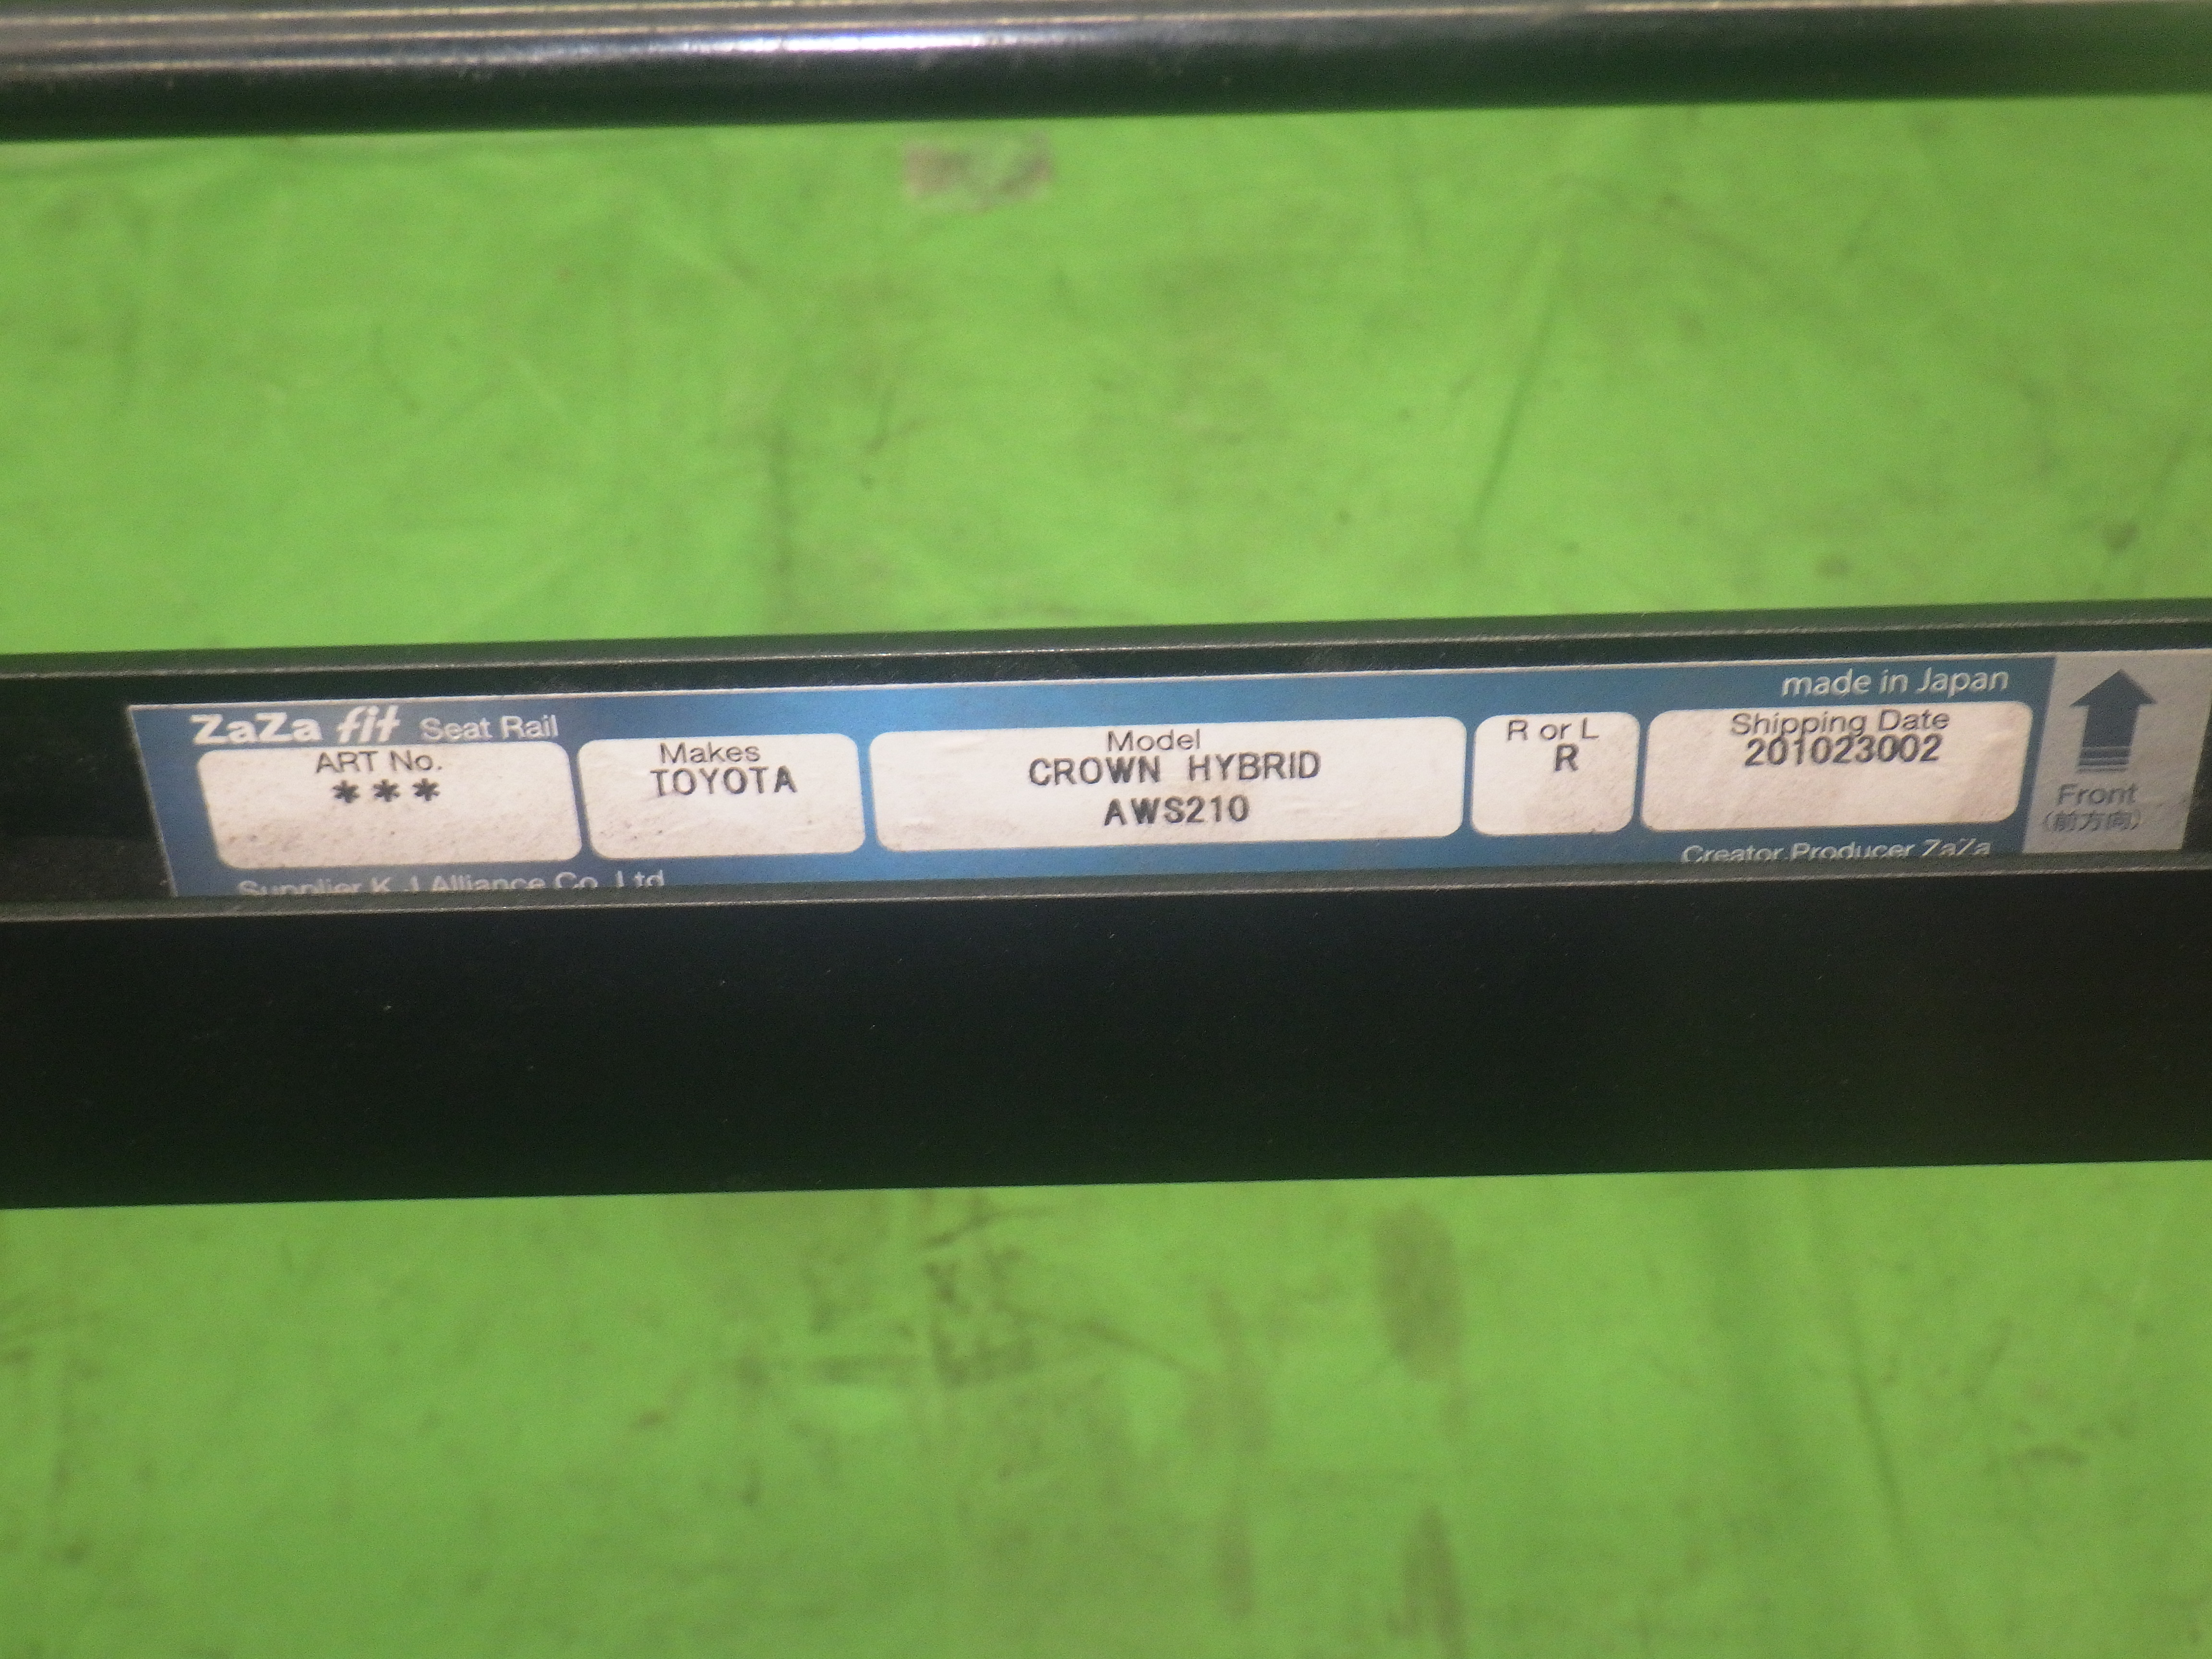 made in Japan
ZaZa fit Seat Rail
ART No.
***
Makes
TOYOTA
Model
CROWN HYBRID
AWS210
R or L
R
Shipping Date
201023002
Front
(前方向)
Supplier K.J Alliance Co.,Ltd
Creator.Producer ZaZa